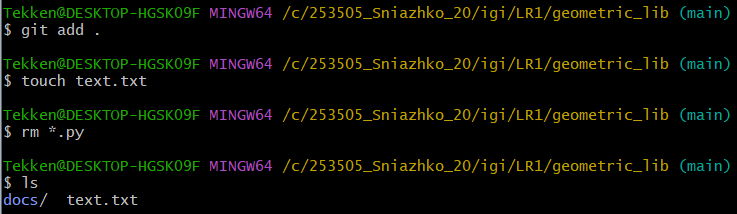 Tekken@DESKTOP-HGSK09F MINGW64 /c/253505_Sniazhko_20/igi/LR1/geometric_lib (main)
$ git add .
Tekken@DESKTOP-HGSK09F MINGW64 /c/253505_Sniazhko_20/igi/LR1/geometric_lib (main)
$ touch text.txt
Tekken@DESKTOP-HGSK09F MINGW64 /c/253505_Sniazhko_20/igi/LR1/geometric_lib (main)
$ rm *.py
Tekken@DESKTOP-HGSK09F MINGW64 /c/253505_Sniazhko_20/igi/LR1/geometric_lib (main)
$ ls
docs/  text.txt